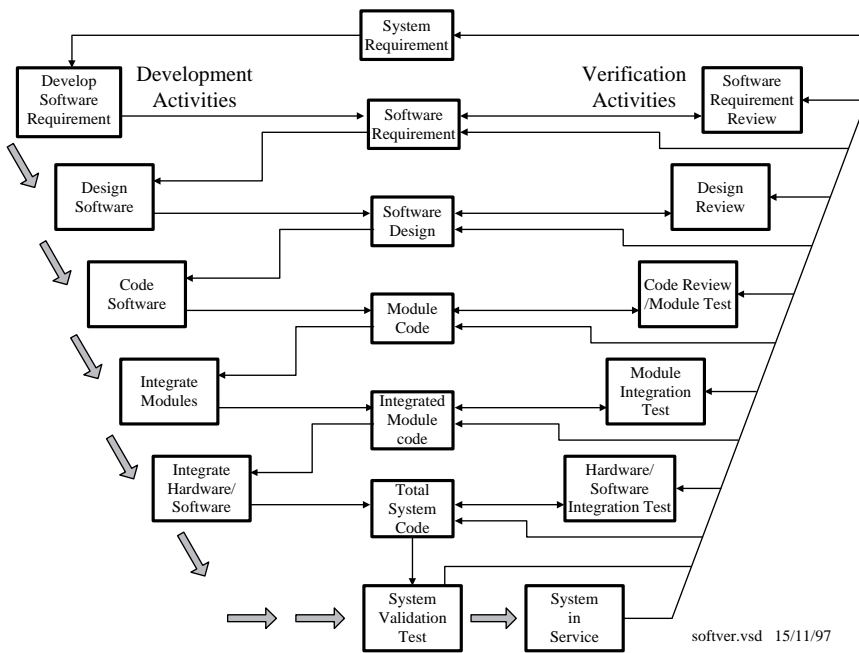 System
Requirement
Develop
Software
Requirement
Development
Activities
Verification
Activities
Software
Requirement
Review
Software
Requirement
Design
Software
Software
Design
Design
Review
Code
Software
Module
Code
Code Review
/Module Test
Integrate
Modules
Integrated
Module
code
Module
Integration
Test
Integrate
Hardware/
Software
Total
System
Code
Hardware/
Software
Integration Test
System
Validation
Test
System
in
Service
softver.vsd 15/11/97